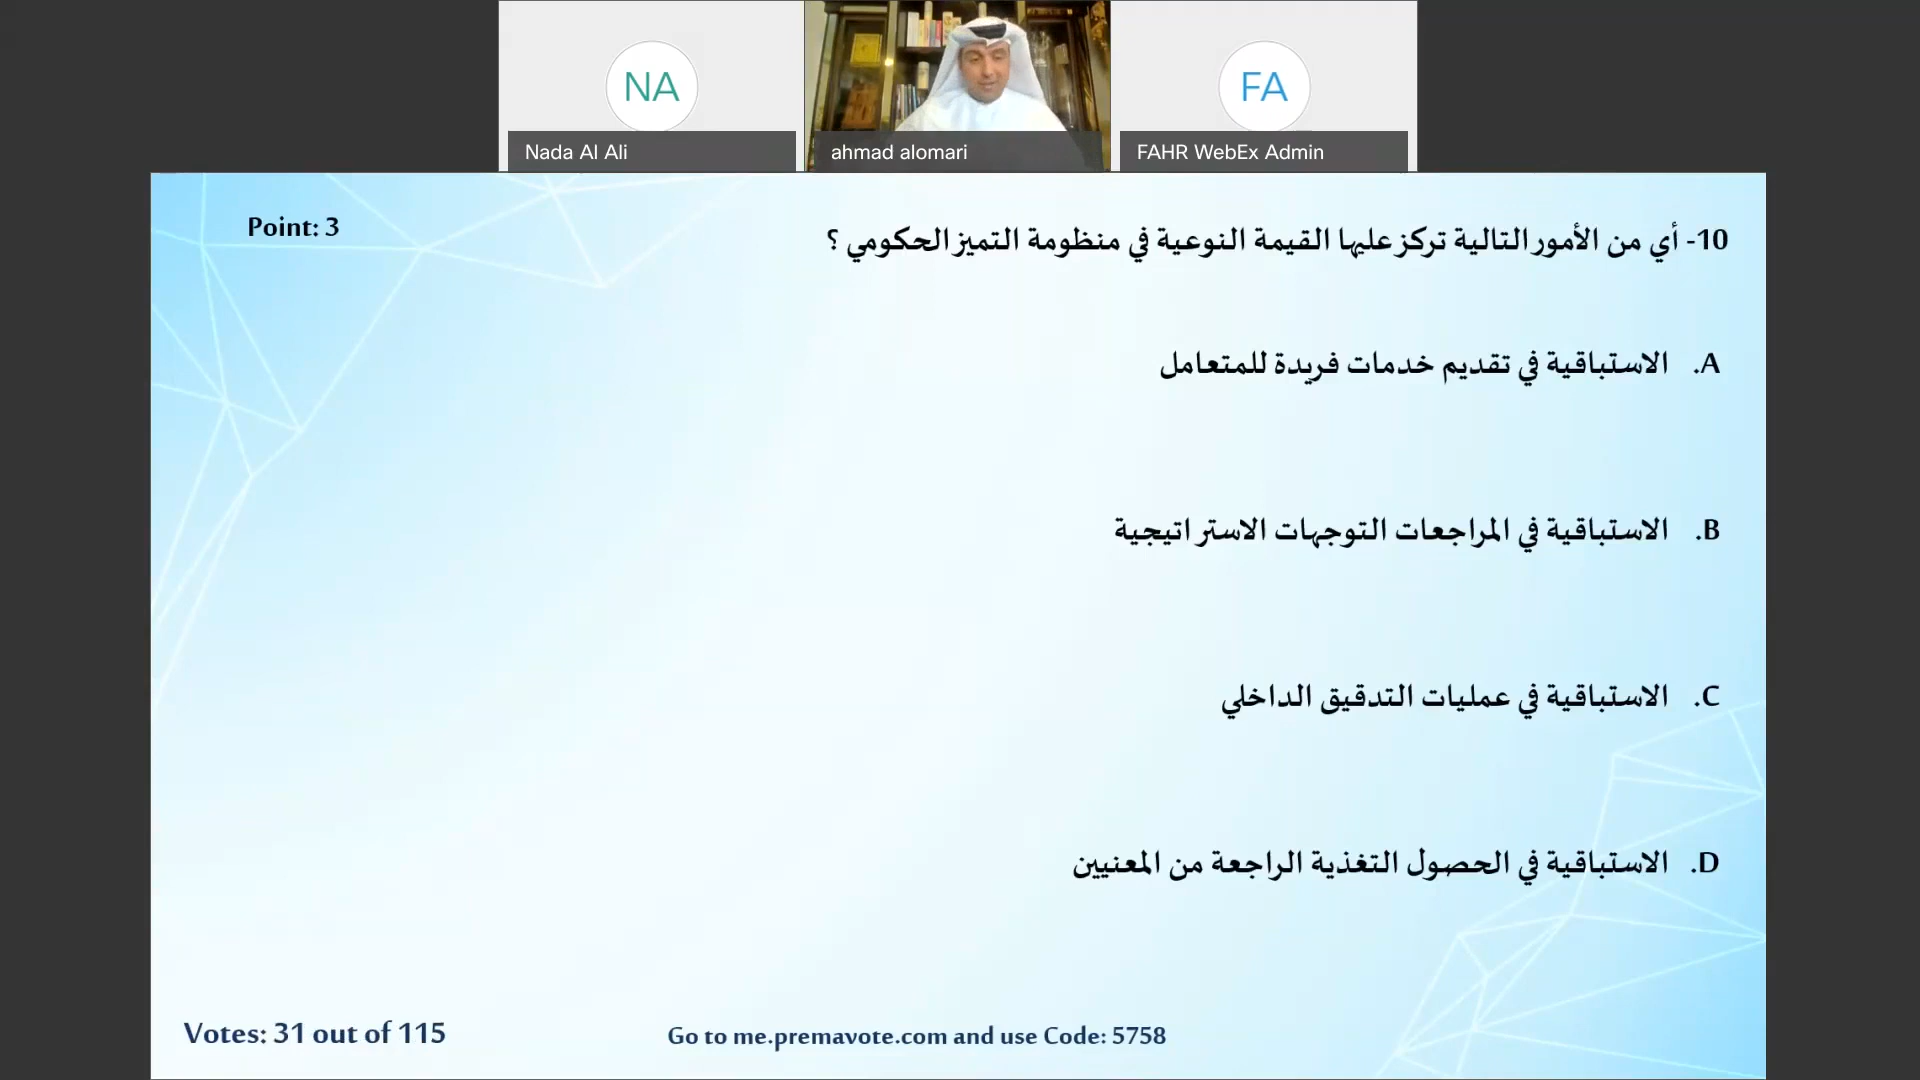 NA
FA
Nada Al Ali
ahmad alomari
FAHR WebEx Admin
Point: 3
10- أي من الأمور التالية تركز عليها القيمة النوعية في منظومة التميز الحكومي ؟
A. الاستباقية في تقديم خدمات فريدة للمتعامل
B. الاستباقية في المراجعات التوجهات الاستراتيجية
C. الاستباقية في عمليات التدقيق الداخلي
D. الاستباقية في الحصول التغذية الراجعة من المعنيين
Votes: 31 out of 115
Go to me.premavote.com and use Code: 5758